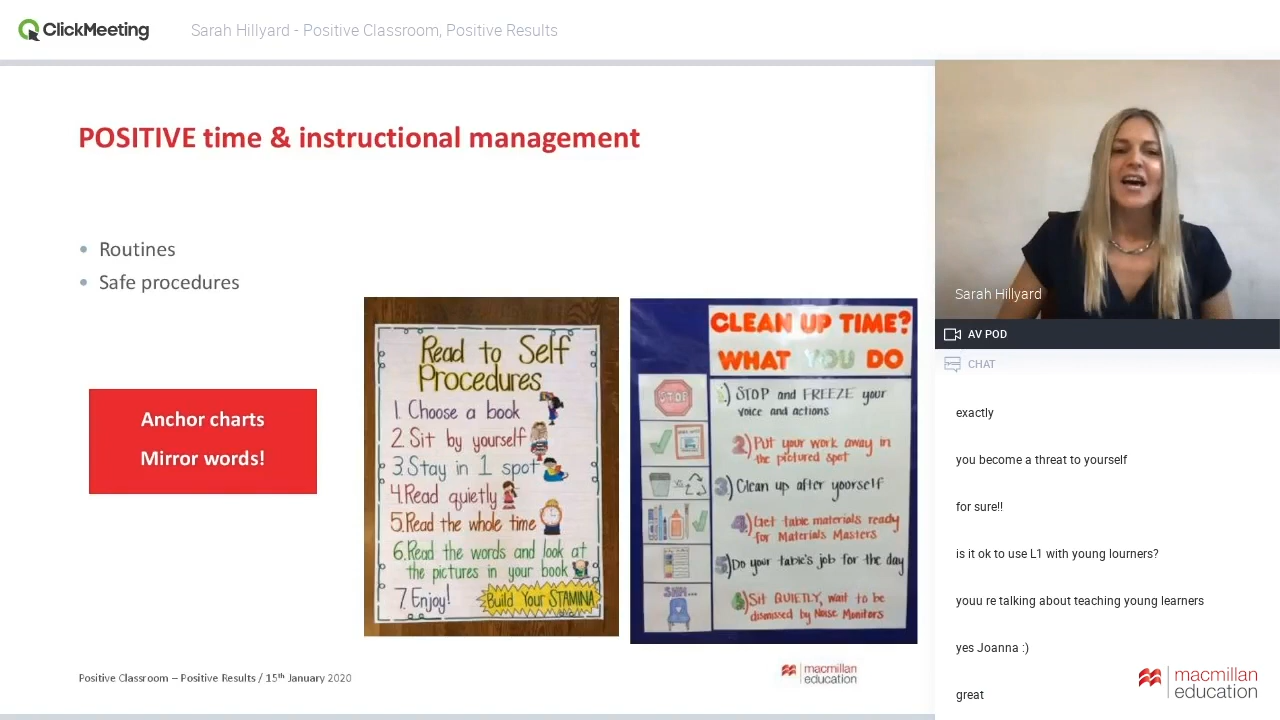 ClickMeeting
Sarah Hillyard - Positive Classroom, Positive Results
POSITIVE time & instructional management
• Routines
• Safe procedures
Anchor charts
Mirror words!
Read to Self
Procedures
1. Choose a book
2. Sit by yourself
3. Stay in 1 spot
4. Read quietly
5. Read the whole time
6. Read the words and look at
the pictures in your book
7. Enjoy!
Build Your STAMINA
CLEAN UP TIME?
WHAT YOU DO
STOP
1.) STOP and FREEZE your
voice and actions
2.) Put your work away in
the pictured spot
3.) Clean up after yourself
4.) Get table materials ready
for Materials Masters
5.) Do your table's job for the day
SHH...
6.) Sit QUIETLY, wait to be
dismissed by Noise Monitors
Positive Classroom – Positive Results / 15th January 2020
macmillan
education
Sarah Hillyard
AV POD
CHAT
exactly
you become a threat to yourself
for sure!!
is it ok to use L1 with young lourners?
youu re talking about teaching young learners
yes Joanna :)
great
macmillan
education